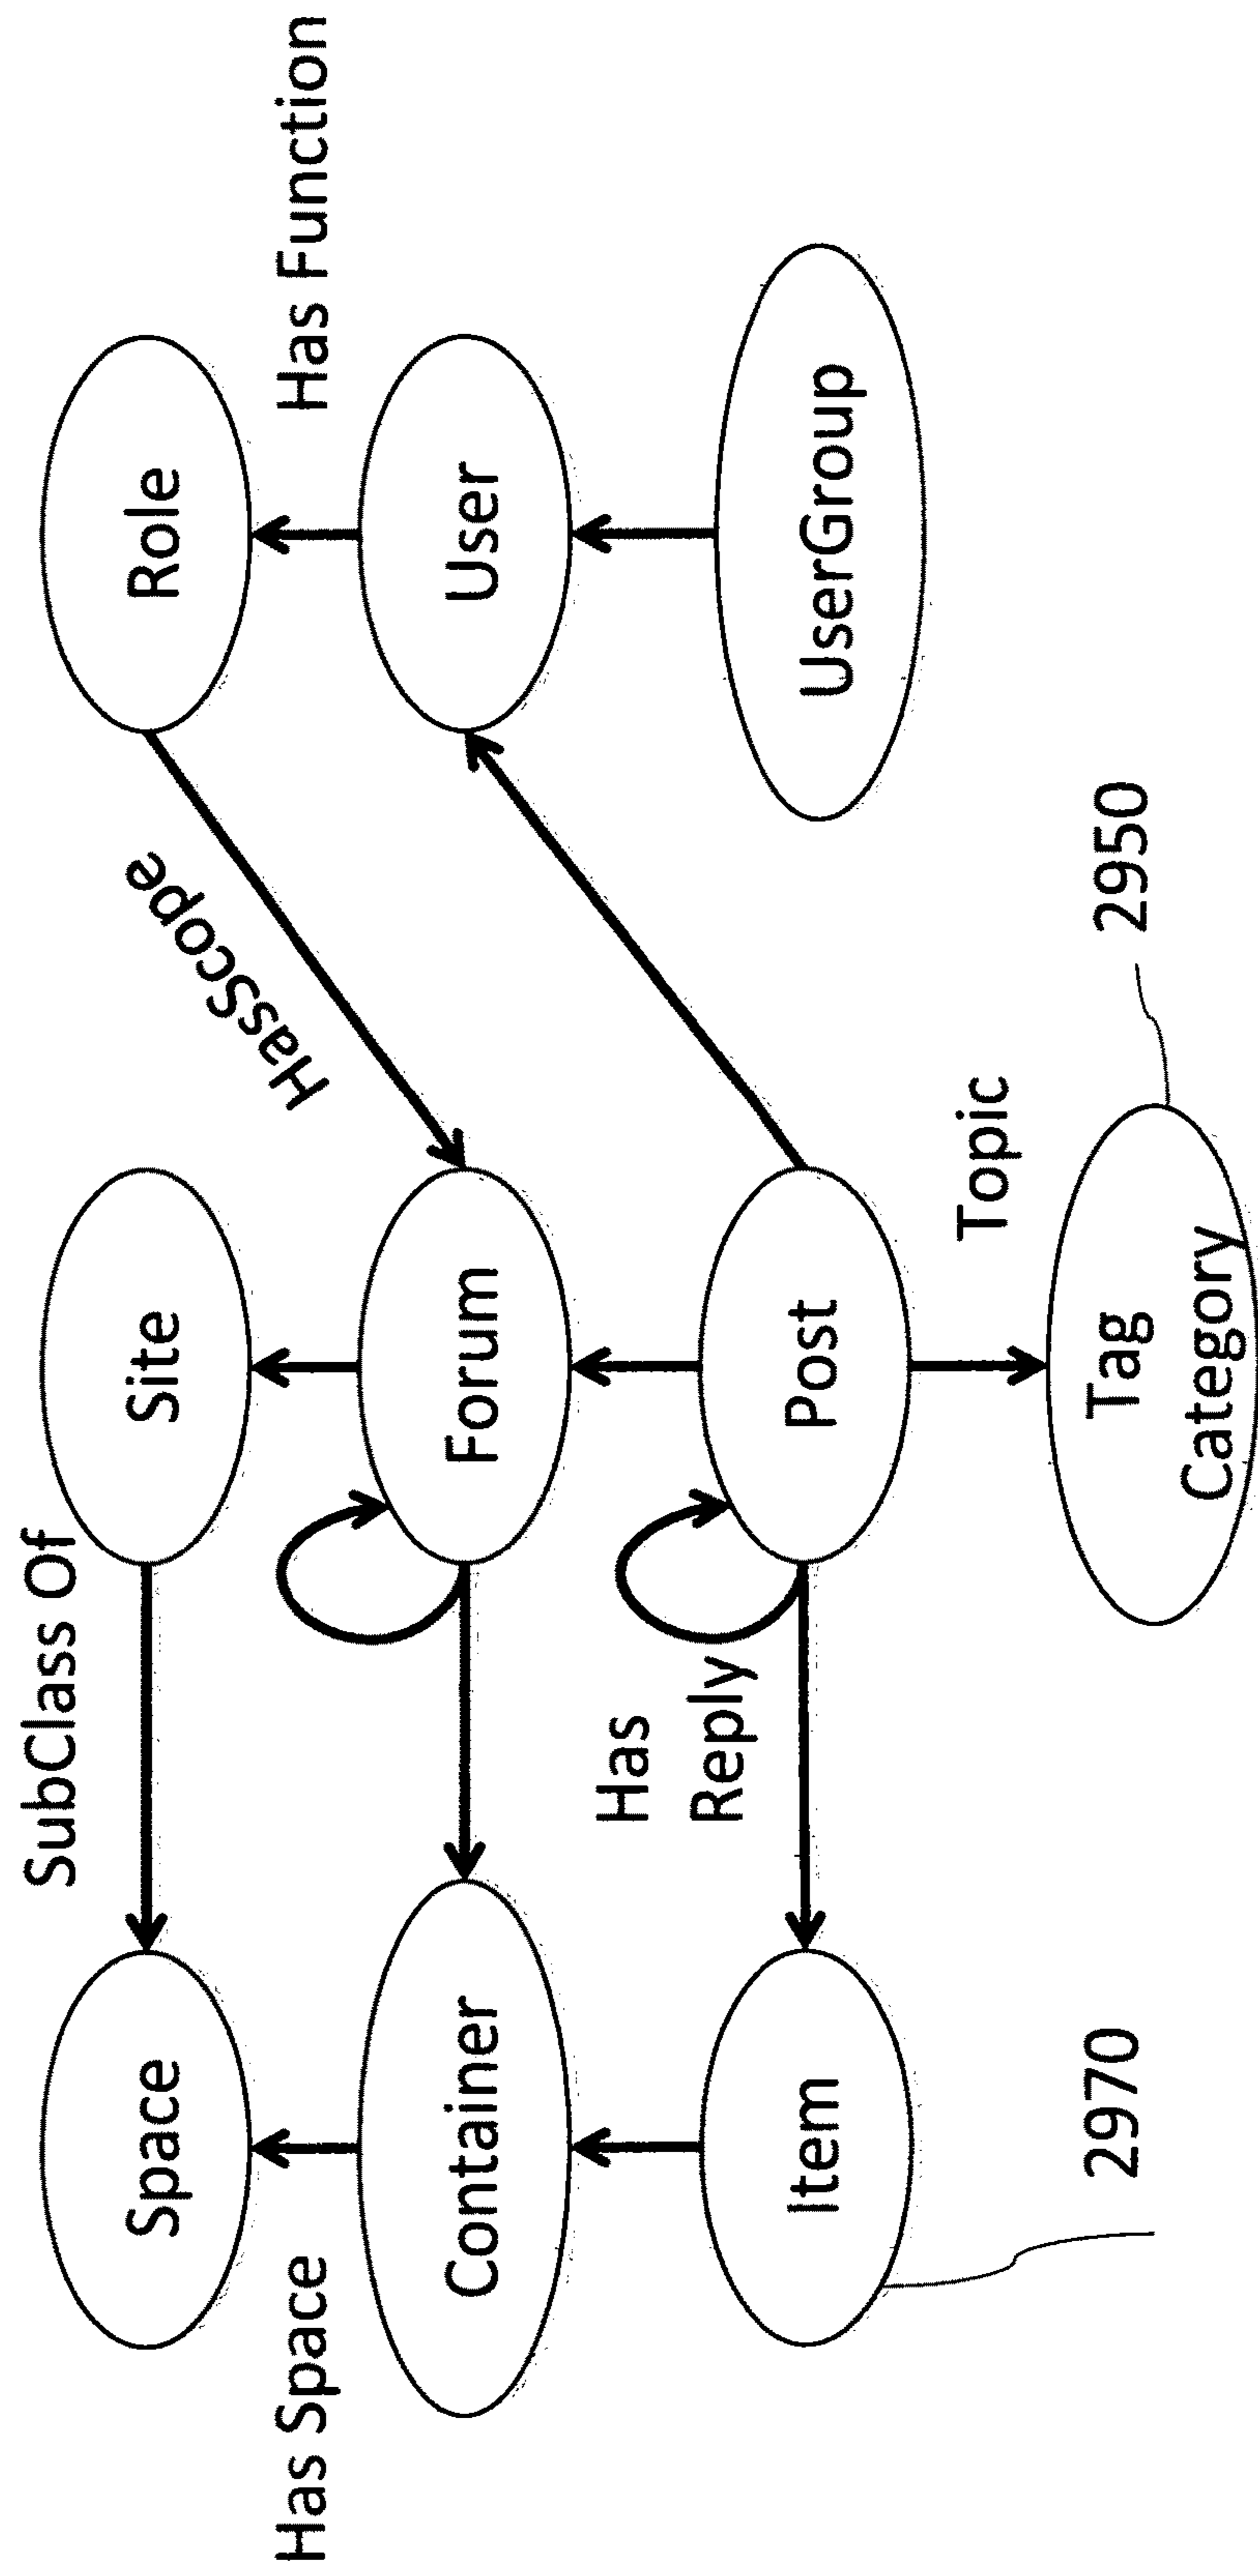 SubClass Of
Space
Site
Role
Has Space
HasScope
Has Function
Container
Forum
User
Has
Reply
Item
Post
UserGroup
Topic
2970
Tag
Category
2950